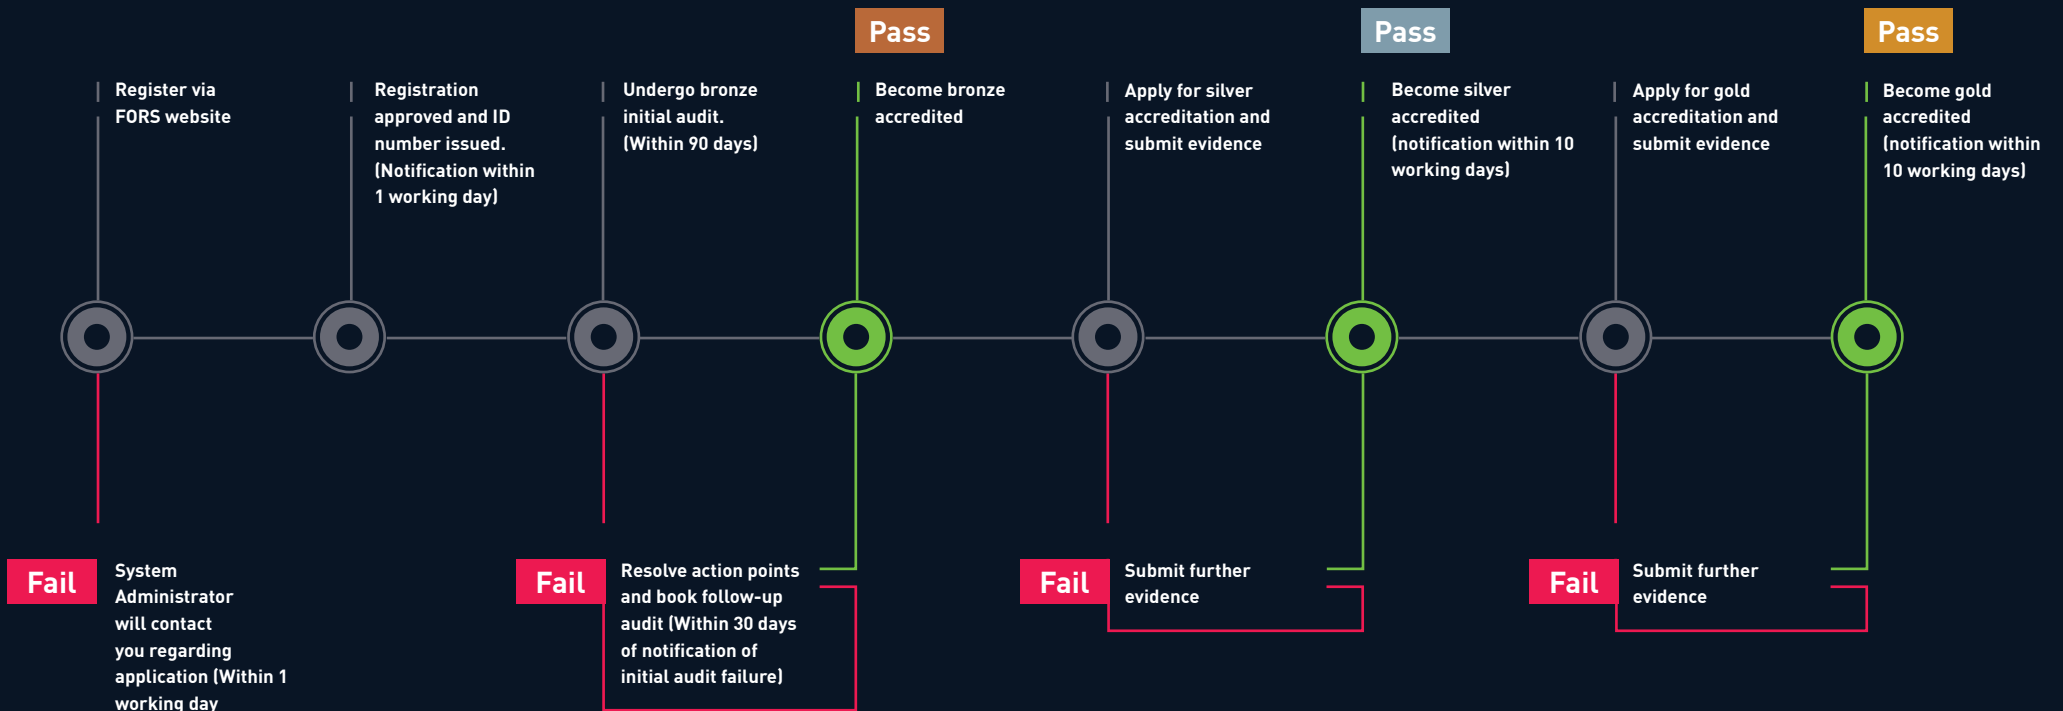 Pass
Pass
Pass
Register via
FORS website
Registration
approved and ID
number issued.
(Notification within
1 working day)
Undergo bronze
initial audit.
(Within 90 days)
Become bronze
accredited
Apply for silver
accreditation and
submit evidence
Become silver
accredited
(notification within 10
working days)
Apply for gold
accreditation and
submit evidence
Become gold
accredited
(notification within
10 working days)
Fail
System
Administrator
will contact
you regarding
application (Within 1
working day
Fail
Resolve action points
and book follow-up
audit (Within 30 days
of notification of
initial audit failure)
Fail
Submit further
evidence
Fail
Submit further
evidence